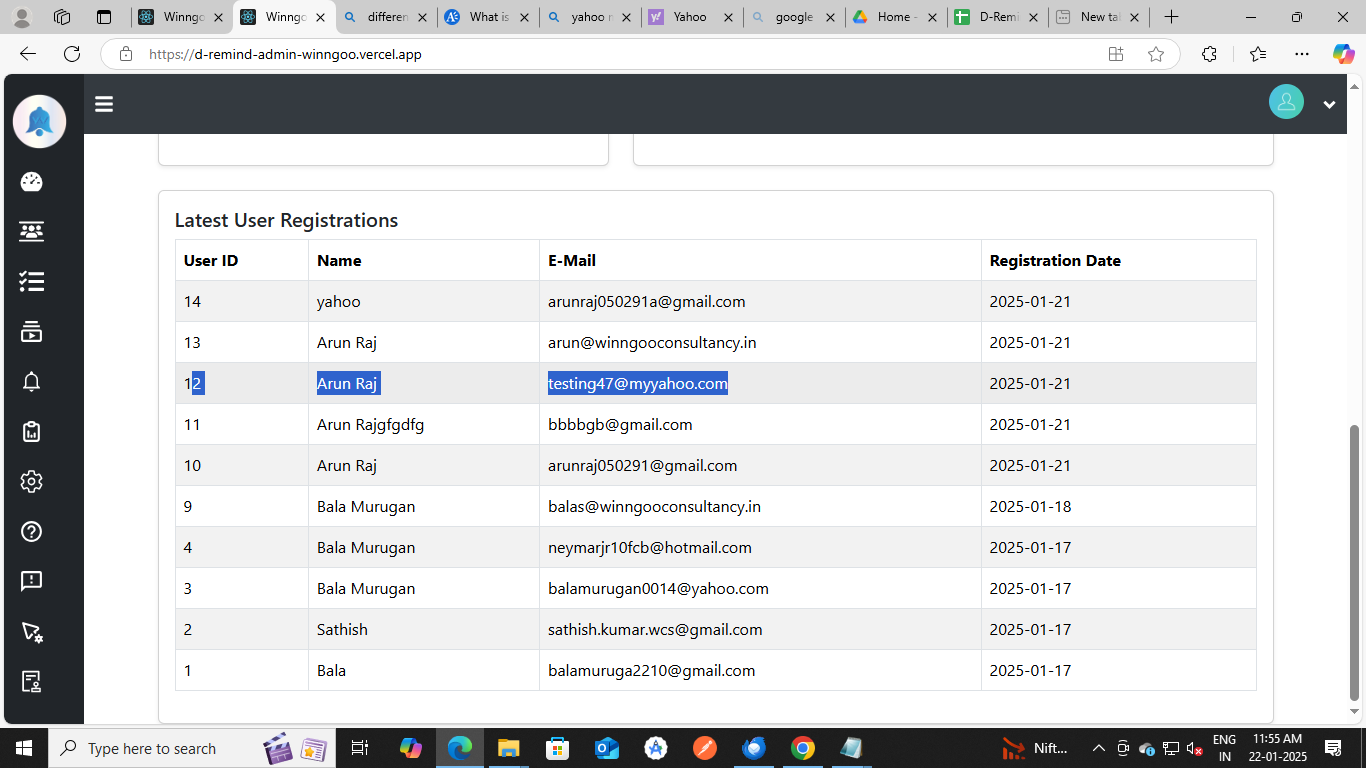 Winngo
Winngo
differen
What is
yahoo r
Yahoo
google
Home -
D-Remi
New tal
https://d-remind-admin-winngoo.vercel.app
Latest User Registrations
User ID Name E-Mail Registration Date
14 yahoo arunraj050291a@gmail.com 2025-01-21
13 Arun Raj arun@winngooconsultancy.in 2025-01-21
12 Arun Raj testing47@myyahoo.com 2025-01-21
11 Arun Rajgfgdfg bbbbgb@gmail.com 2025-01-21
10 Arun Raj arunraj050291@gmail.com 2025-01-21
9 Bala Murugan balas@winngooconsultancy.in 2025-01-18
4 Bala Murugan neymarjr10fcb@hotmail.com 2025-01-17
3 Bala Murugan balamurugan0014@yahoo.com 2025-01-17
2 Sathish sathish.kumar.wcs@gmail.com 2025-01-17
1 Bala balamuruga2210@gmail.com 2025-01-17
Type here to search
Nift...
ENG
IN
11:55 AM
22-01-2025